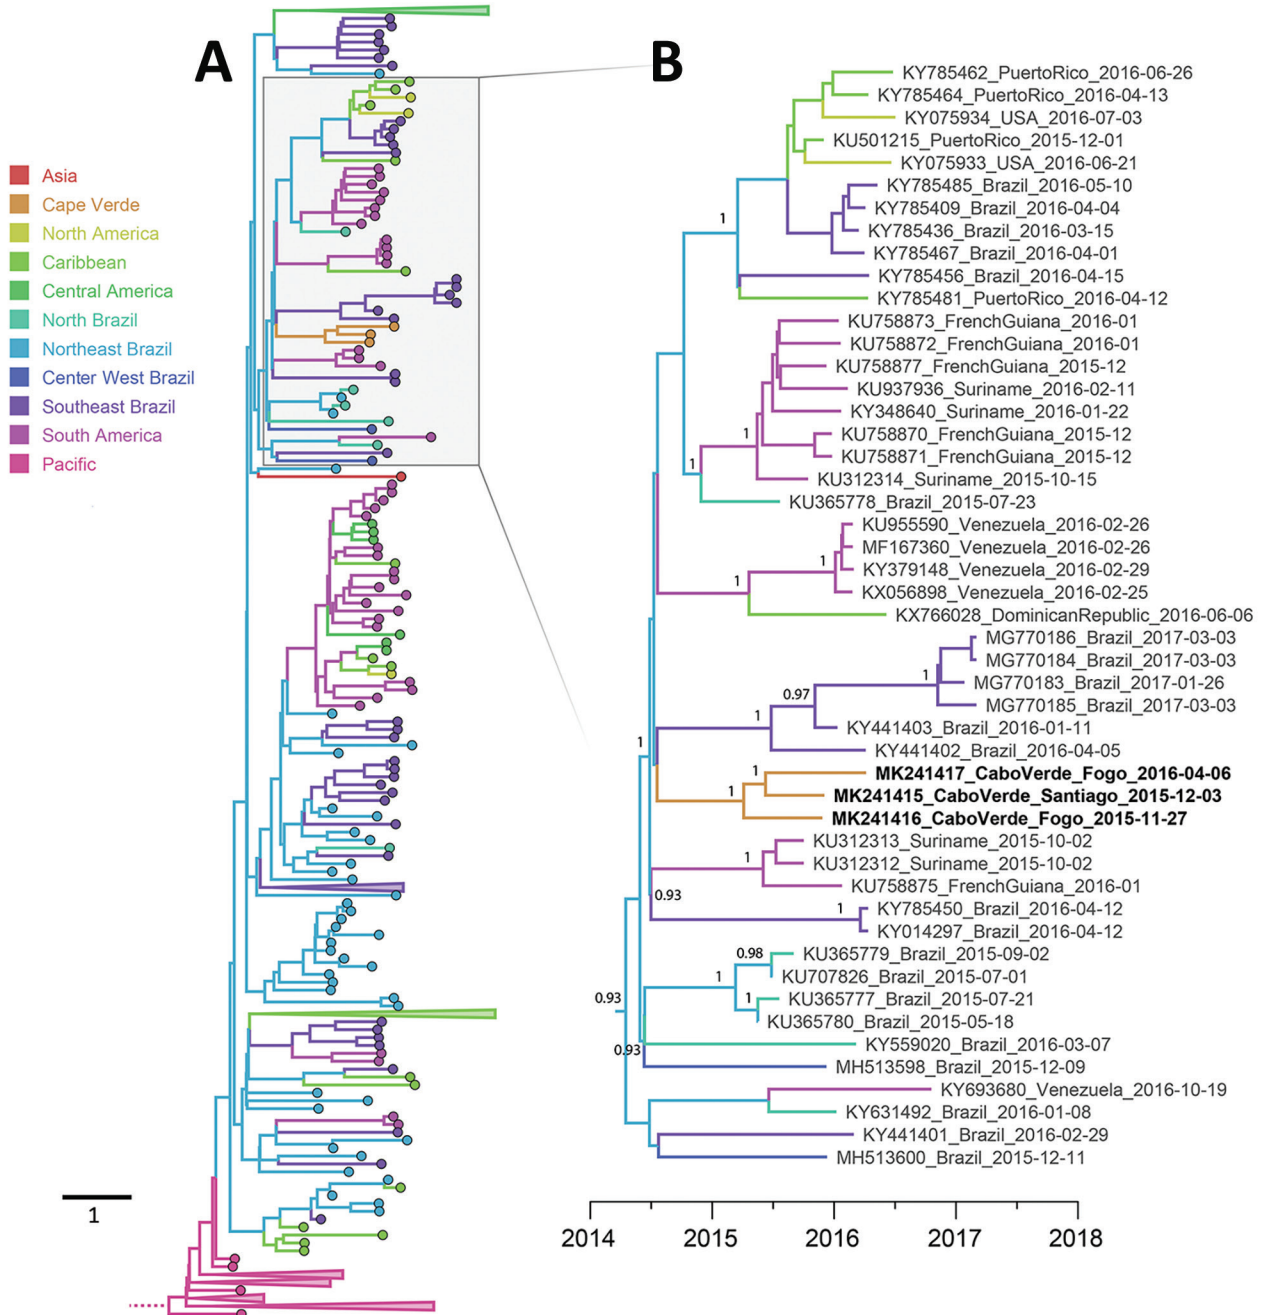 A
Asia
Cape Verde
North America
Caribbean
Central America
North Brazil
Northeast Brazil
Center West Brazil
Southeast Brazil
South America
Pacific
1
B
KY785462_PuertoRico_2016-06-26
KY785464_PuertoRico_2016-04-13
KY075934_USA_2016-07-03
KU501215_PuertoRico_2015-12-01
KY075933_USA_2016-06-21
KY785485_Brazil_2016-05-10
KY785409_Brazil_2016-04-04
1
KY785436_Brazil_2016-03-15
KY785467_Brazil_2016-04-01
KY785456_Brazil_2016-04-15
KY785481_PuertoRico_2016-04-12
KU758873_FrenchGuiana_2016-01
KU758872_FrenchGuiana_2016-01
KU758877_FrenchGuiana_2015-12
KU937936_Suriname_2016-02-11
KY348640_Suriname_2016-01-22
1
KU758870_FrenchGuiana_2015-12
KU758871_FrenchGuiana_2015-12
1
KU312314_Suriname_2015-10-15
KU365778_Brazil_2015-07-23
KU955590_Venezuela_2016-02-26
MF167360_Venezuela_2016-02-26
1
KY379148_Venezuela_2016-02-29
1
KX056898_Venezuela_2016-02-25
KX766028_DominicanRepublic_2016-06-06
MG770186_Brazil_2017-03-03
MG770184_Brazil_2017-03-03
1
MG770183_Brazil_2017-01-26
0.97
MG770185_Brazil_2017-03-03
1
KY441403_Brazil_2016-01-11
1
KY441402_Brazil_2016-04-05
1
MK241417_CaboVerde_Fogo_2016-04-06
1
MK241415_CaboVerde_Santiago_2015-12-03
MK241416_CaboVerde_Fogo_2015-11-27
KU312313_Suriname_2015-10-02
1
KU312312_Suriname_2015-10-02
KU758875_FrenchGuiana_2016-01
0.93
1
KY785450_Brazil_2016-04-12
KY014297_Brazil_2016-04-12
0.98
KU365779_Brazil_2015-09-02
1
KU707826_Brazil_2015-07-01
0.93
1
KU365777_Brazil_2015-07-21
KU365780_Brazil_2015-05-18
0.93
KY559020_Brazil_2016-03-07
MH513598_Brazil_2015-12-09
KY693680_Venezuela_2016-10-19
KY631492_Brazil_2016-01-08
KY441401_Brazil_2016-02-29
MH513600_Brazil_2015-12-11
2014 2015 2016 2017 2018